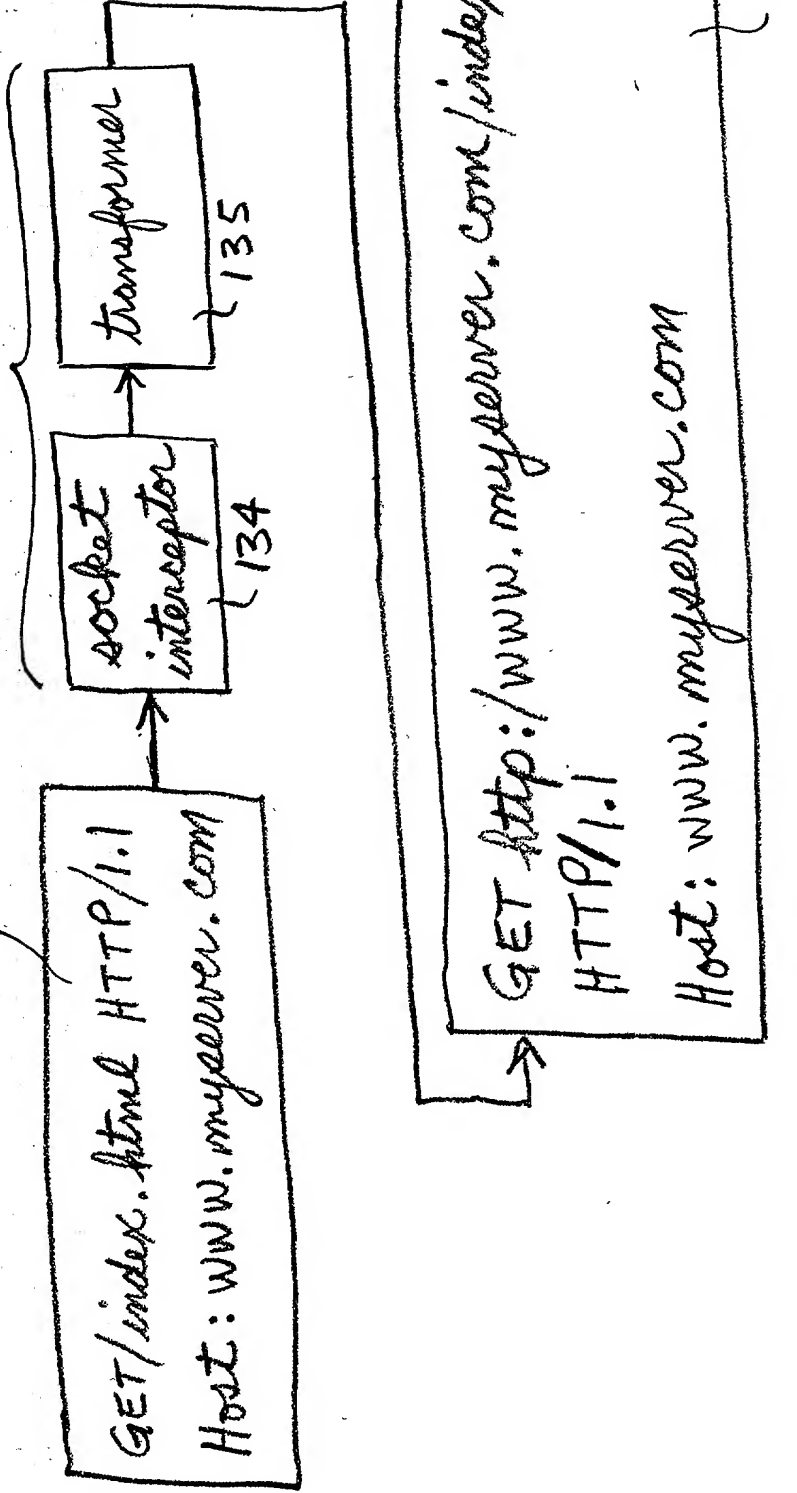 GET/index.html HTTP/1.1
Host: www.myserver.com
socket
interceptor
134
transformer
135
GET http:/www.myserver.com/index
HTTP/1.1
Host: www.myserver.com